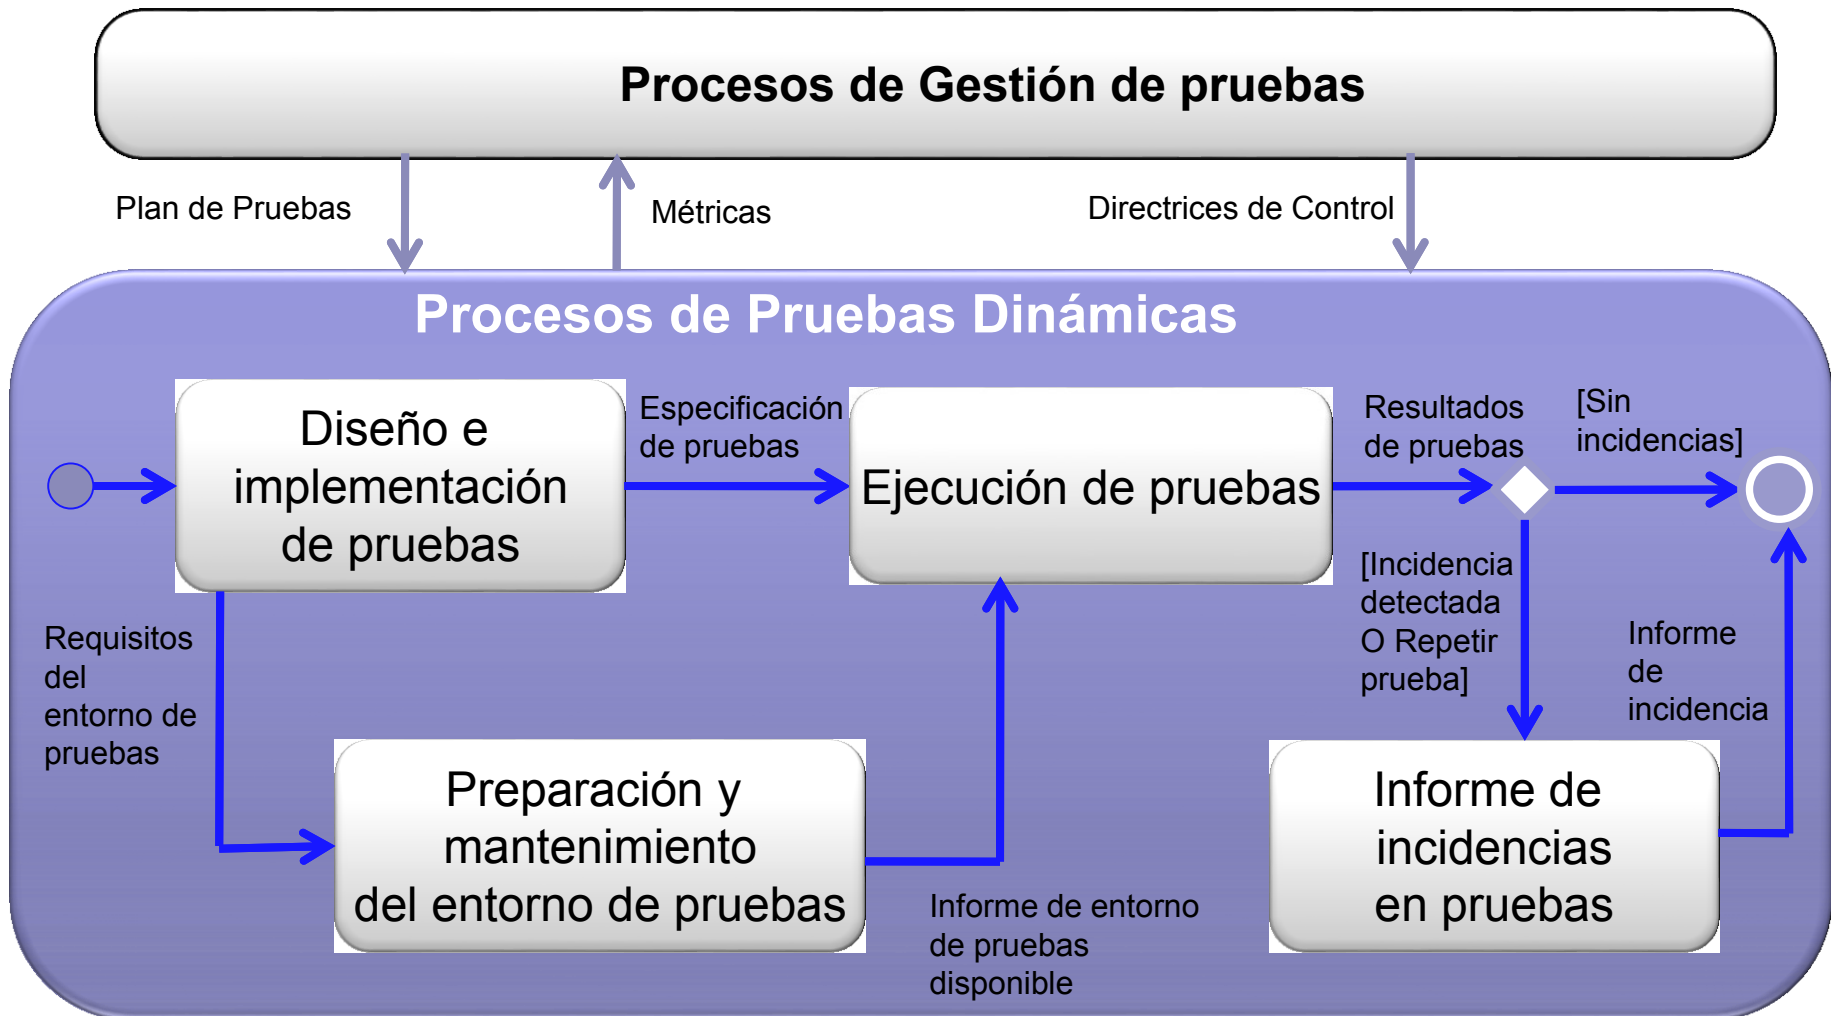 Procesos de Gestión de pruebas
Plan de Pruebas
Métricas
Directrices de Control
Procesos de Pruebas Dinámicas
Diseño e
implementación
de pruebas
Especificación
de pruebas
Ejecución de pruebas
Resultados
de pruebas
[Sin
incidencias]
Requisitos
del
entorno de
pruebas
[Incidencia
detectada
O Repetir
prueba]
Informe
de
incidencia
Preparación y
mantenimiento
del entorno de pruebas
Informe de entorno
de pruebas
disponible
Informe de
incidencias
en pruebas